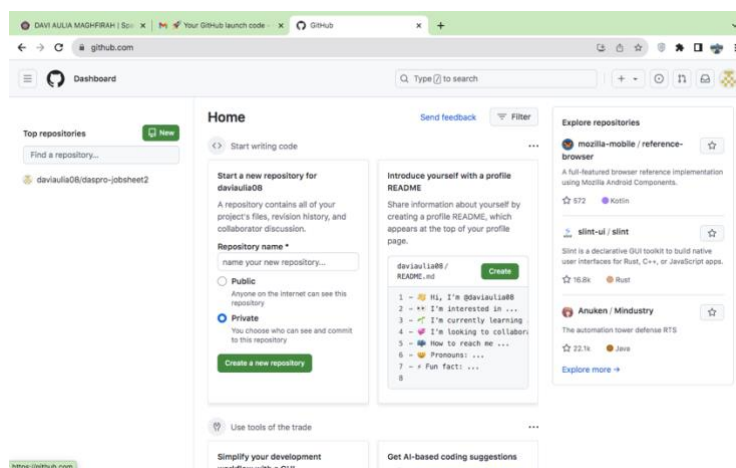 DAVI AULIA MAGHFIRAH | Spa
Your GitHub launch code -
GitHub
github.com
Dashboard
Type / to search
Top repositories
New
Find a repository...
daviaulia08/daspro-jobsheet2
Home
Send feedback
Filter
Start writing code
Start a new repository for
daviaulia08
A repository contains all of your
project's files, revision history, and
collaborator discussion.
Repository name *
name your new repository...
Public
Anyone on the internet can see this
repository
Private
You choose who can see and commit
to this repository
Create a new repository
Introduce yourself with a profile
README
Share information about yourself by
creating a profile README, which
appears at the top of your profile
page.
daviaulia08 /
README.md
Create
1 - 👋 Hi, I'm @daviaulia08
2 - 👀 I'm interested in ...
3 - 🌱 I'm currently learning
4 - 💞️ I'm looking to collabora
5 - 📫 How to reach me ...
6 - 😄 Pronouns: ...
7 - ⚡ Fun fact: ...
8
Use tools of the trade
Simplify your development
workflow with a GUI
Get AI-based coding suggestions
Explore repositories
mozilla-mobile / reference-
browser
A full-featured browser reference implementation
using Mozilla Android Components.
672 Kotlin
slint-ui / slint
Slint is a declarative GUI toolkit to build native
user interfaces for Rust, C++, or JavaScript apps.
Rust
Anuken / Mindustry
The automation tower defense RTS
22.1k Java
Explore more →
https://github.com